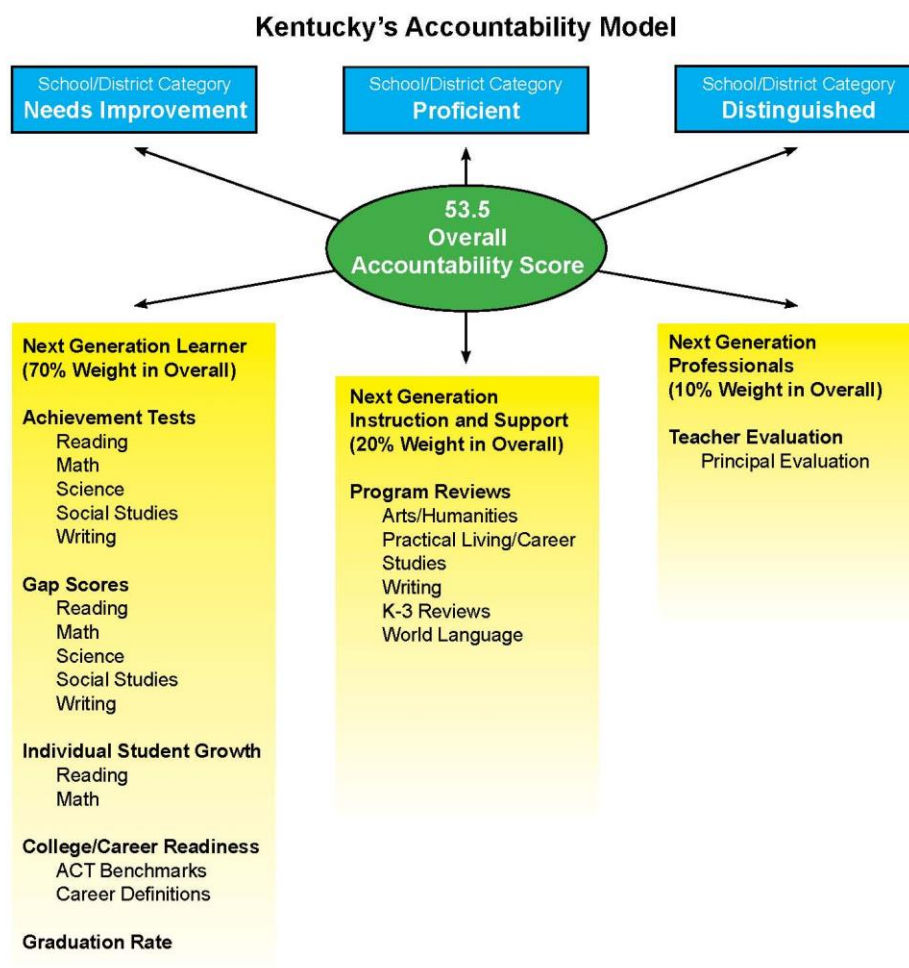 Kentucky's Accountability Model
School/District Category
Needs Improvement
School/District Category
Proficient
School/District Category
Distinguished
53.5
Overall
Accountability Score
Next Generation Learner
(70% Weight in Overall)
Achievement Tests
Reading
Math
Science
Social Studies
Writing
Gap Scores
Reading
Math
Science
Social Studies
Writing
Individual Student Growth
Reading
Math
College/Career Readiness
ACT Benchmarks
Career Definitions
Graduation Rate
Next Generation
Instruction and Support
(20% Weight in Overall)
Program Reviews
Arts/Humanities
Practical Living/Career
Studies
Writing
K-3 Reviews
World Language
Next Generation
Professionals
(10% Weight in Overall)
Teacher Evaluation
Principal Evaluation